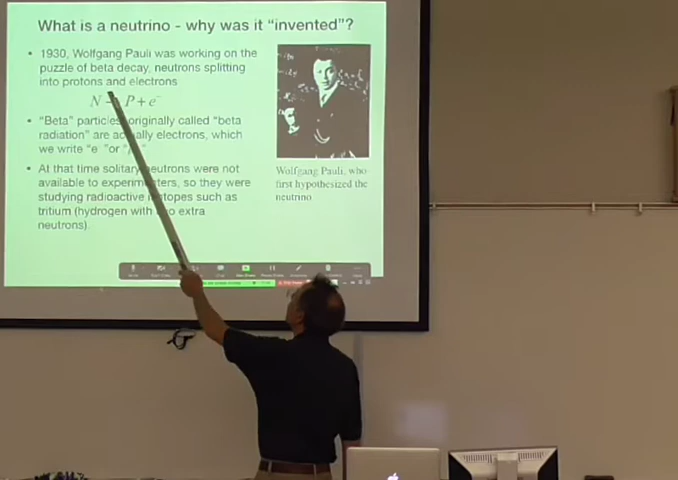 What is a neutrino - why was it “invented”?
• 1930, Wolfgang Pauli was working on the
puzzle of beta decay, neutrons splitting
into protons and electrons
N P + e⁻
• “Beta” particles originally called “beta
radiation” are actually electrons, which
we write “e⁻” or
• At that time solitary neutrons were not
available to experimenters, so they were
studying radioactive isotopes such as
tritium (hydrogen with two extra
neutrons).
Wolfgang Pauli, who
first hypothesized the
neutrino